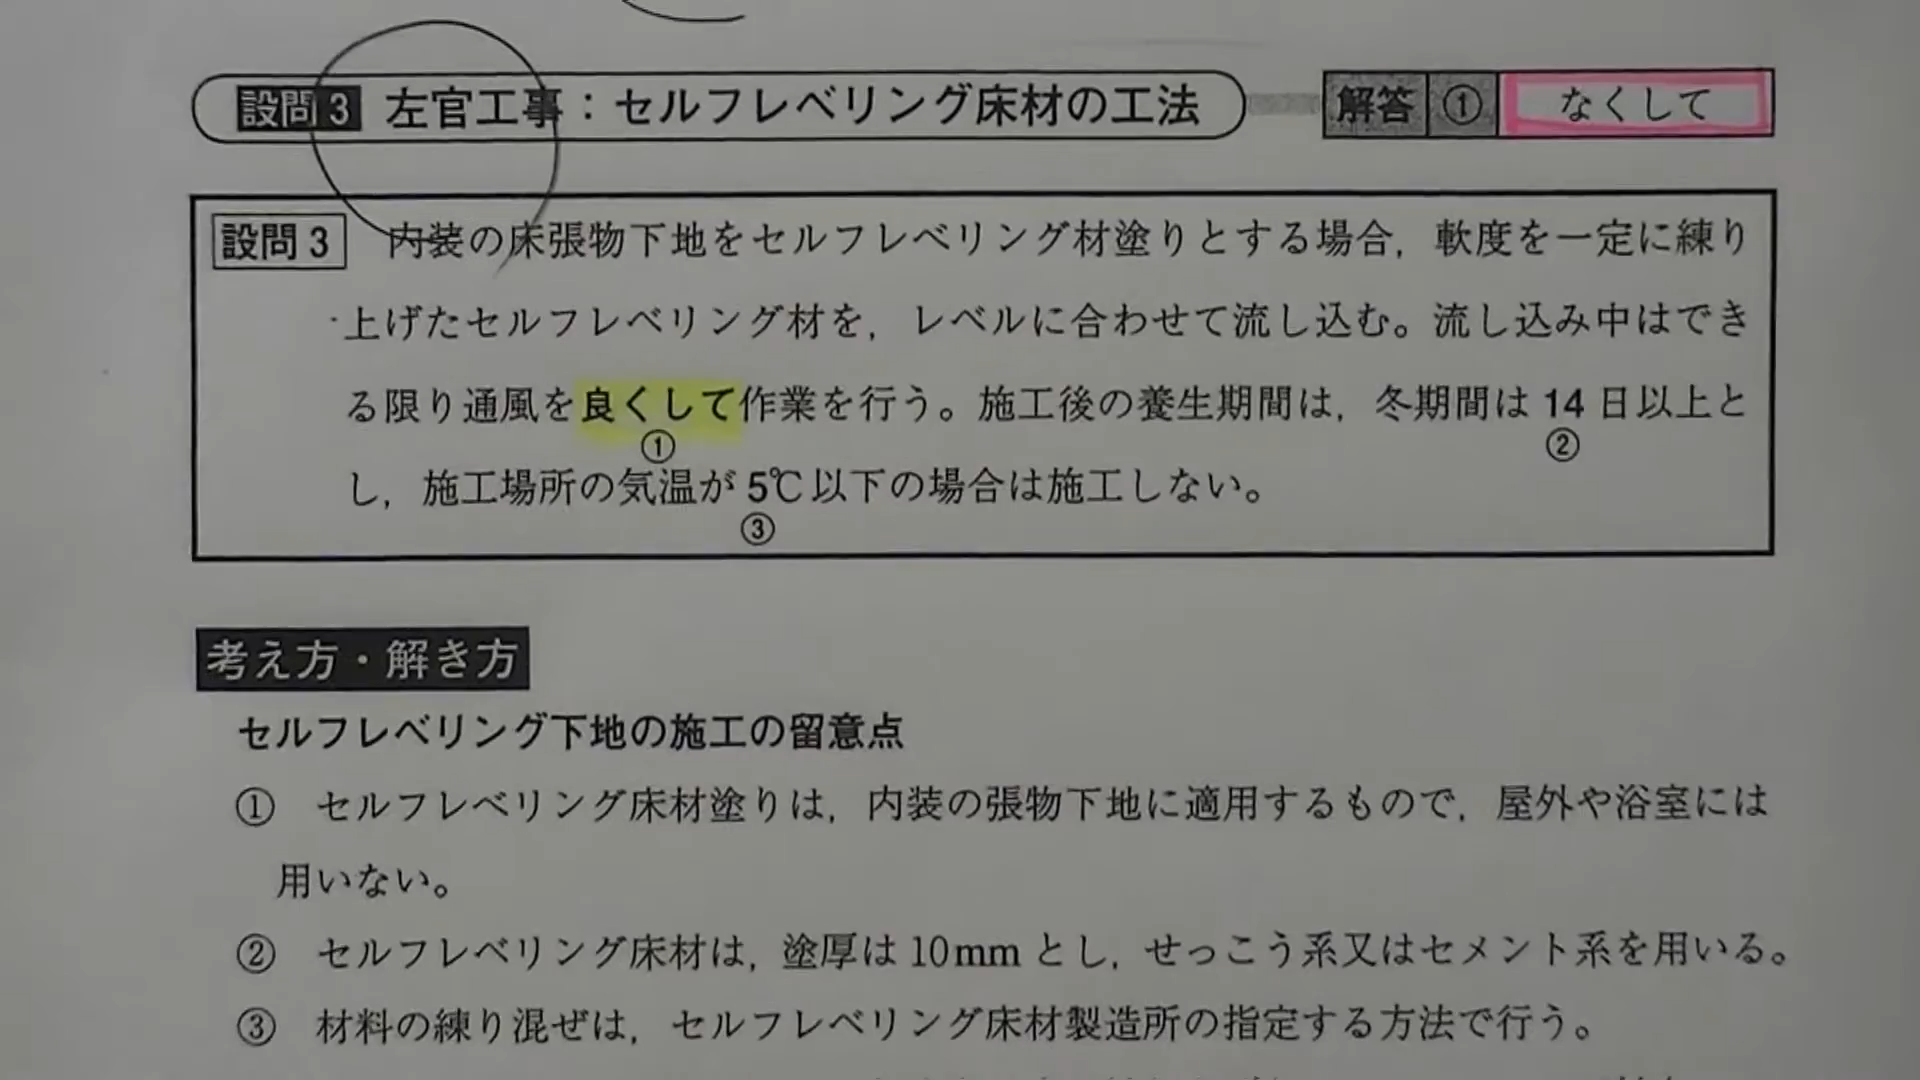 設問3 左官工事：セルフレベリング床材の工法 解答 ① なくして
設問3 内装の床張物下地をセルフレベリング材塗りとする場合，軟度を一定に練り
上げたセルフレベリング材を，レベルに合わせて流し込む。流し込み中はでき
る限り通風を良くして作業を行う。施工後の養生期間は，冬期間は 14 日以上と
① ②
し，施工場所の気温が 5℃以下の場合は施工しない。
③
考え方・解き方
セルフレベリング下地の施工の留意点
① セルフレベリング床材塗りは，内装の張物下地に適用するもので，屋外や浴室には
用いない。
② セルフレベリング床材は，塗厚は 10mm とし，せっこう系又はセメント系を用いる。
③ 材料の練り混ぜは，セルフレベリング床材製造所の指定する方法で行う。